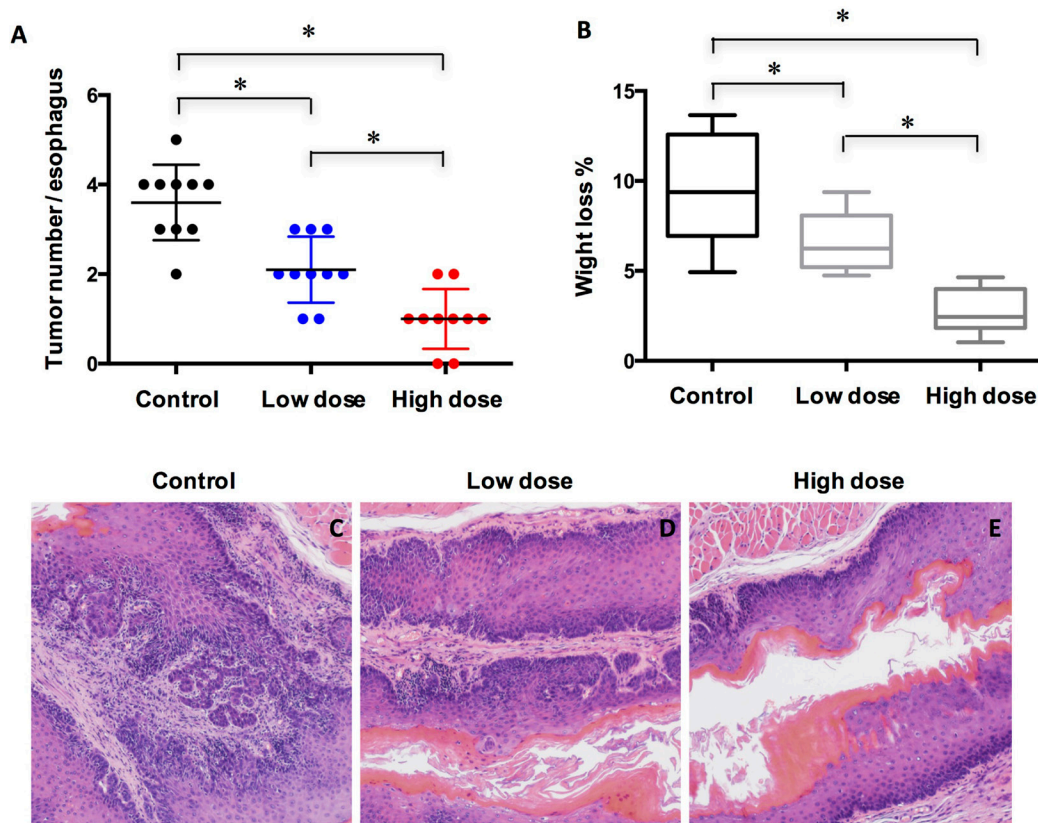 A
*
*
*
Tumor number / esophagus
6
4
2
0
Control Low dose High dose
B
*
*
*
Wight loss %
15
10
5
0
Control Low dose High dose
Control Low dose High dose
C D E